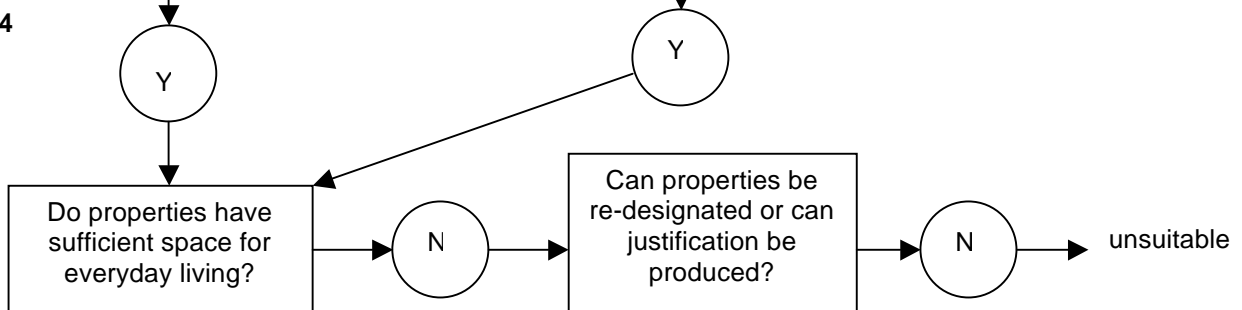 4
Y
Y
Do properties have
sufficient space for
everyday living?
N
Can properties be
re-designated or can
justification be
produced?
N
unsuitable